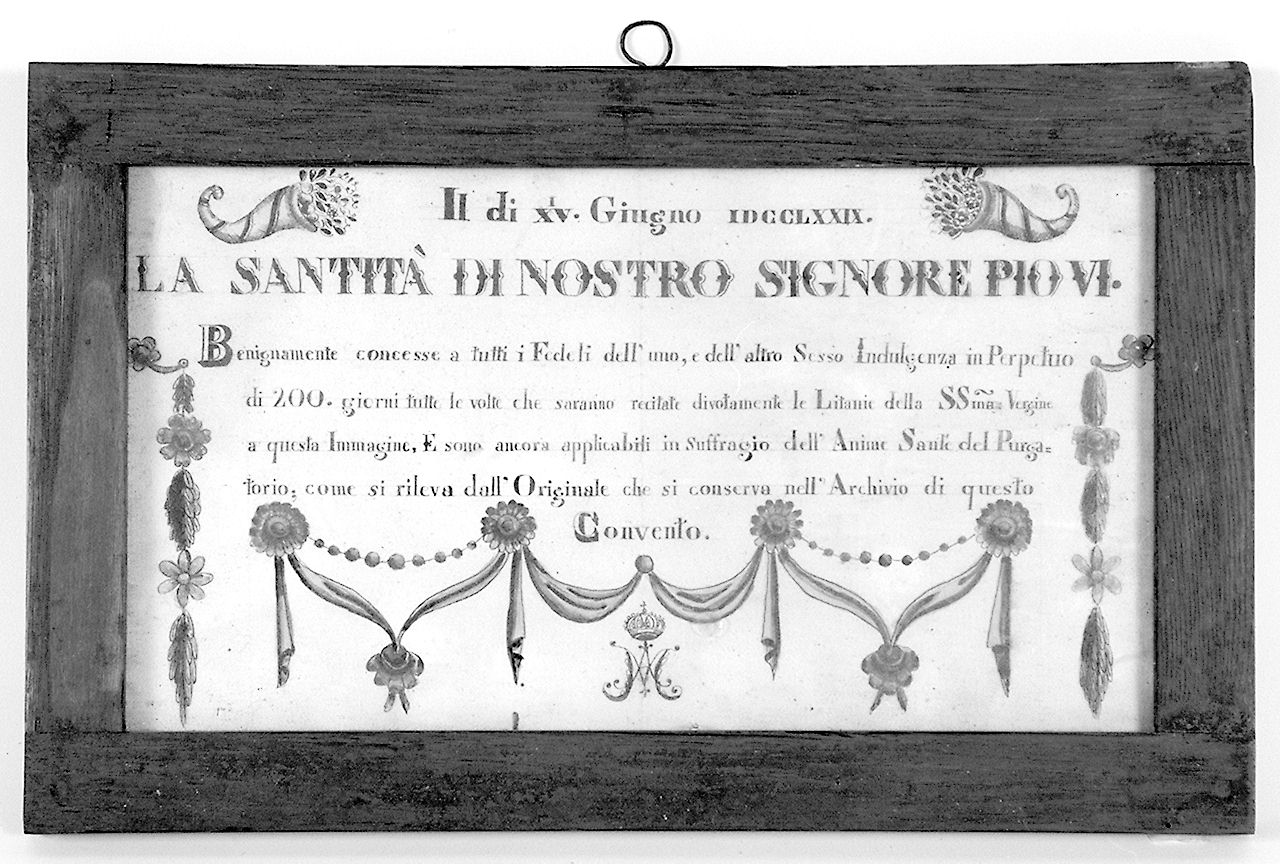 Il di XV. Giugno IDCCLXXIX.
LA SANTITÀ DI NOSTRO SIGNORE PIO VI.
Benignamente concesse a tutti i Fedeli dell' uno, e dell' altro Sesso Indulgenza in Perpetuo
di 200. giorni tutte le volte che saranno recitate divotamente le Litanie della SSiña: Vergine
a questa Immagine, E sono ancora applicabili in Suffragio dell' Anime Sante del Purga=
torio; come si rileva dall' Originale che si conserva nell' Archivio di questo
Convento.